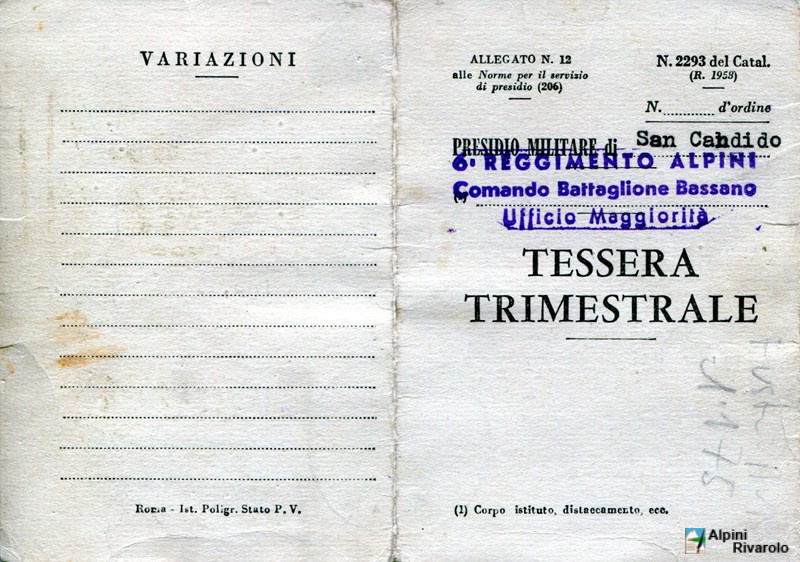 VARIAZIONI
Roma - Ist. Poligr. Stato P. V.
ALLEGATO N. 12
alle Norme per il servizio
di presidio (206)
N. 2293 del Catal.
(R. 1958)
N. .......... d'ordine
PRESIDIO MILITARE di San Candido
6° REGGIMENTO ALPINI
Comando Battaglione Bassano
(1)
Ufficio Maggiorità
TESSERA
TRIMESTRALE
(1) Corpo istituto, distaccamento, ecc.
Alpini
Rivarolo